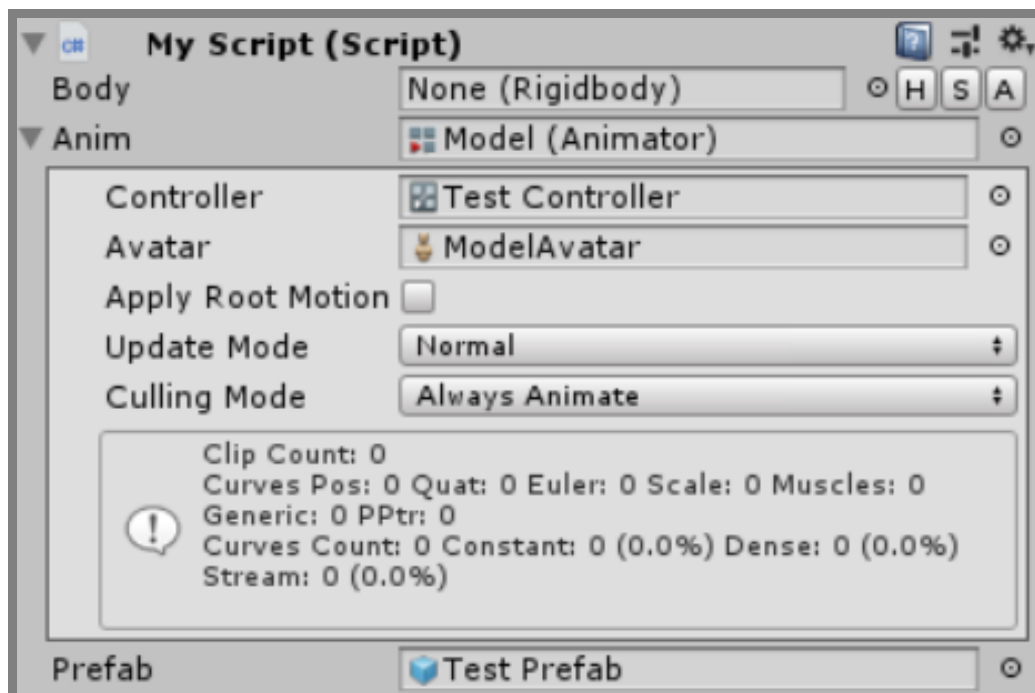 C# My Script (Script)
Body None (Rigidbody) H S A
Anim Model (Animator)
Controller Test Controller
Avatar ModelAvatar
Apply Root Motion
Update Mode Normal
Culling Mode Always Animate
Clip Count: 0
Curves Pos: 0 Quat: 0 Euler: 0 Scale: 0 Muscles: 0
Generic: 0 PPtr: 0
Curves Count: 0 Constant: 0 (0.0%) Dense: 0 (0.0%)
Stream: 0 (0.0%)
Prefab Test Prefab